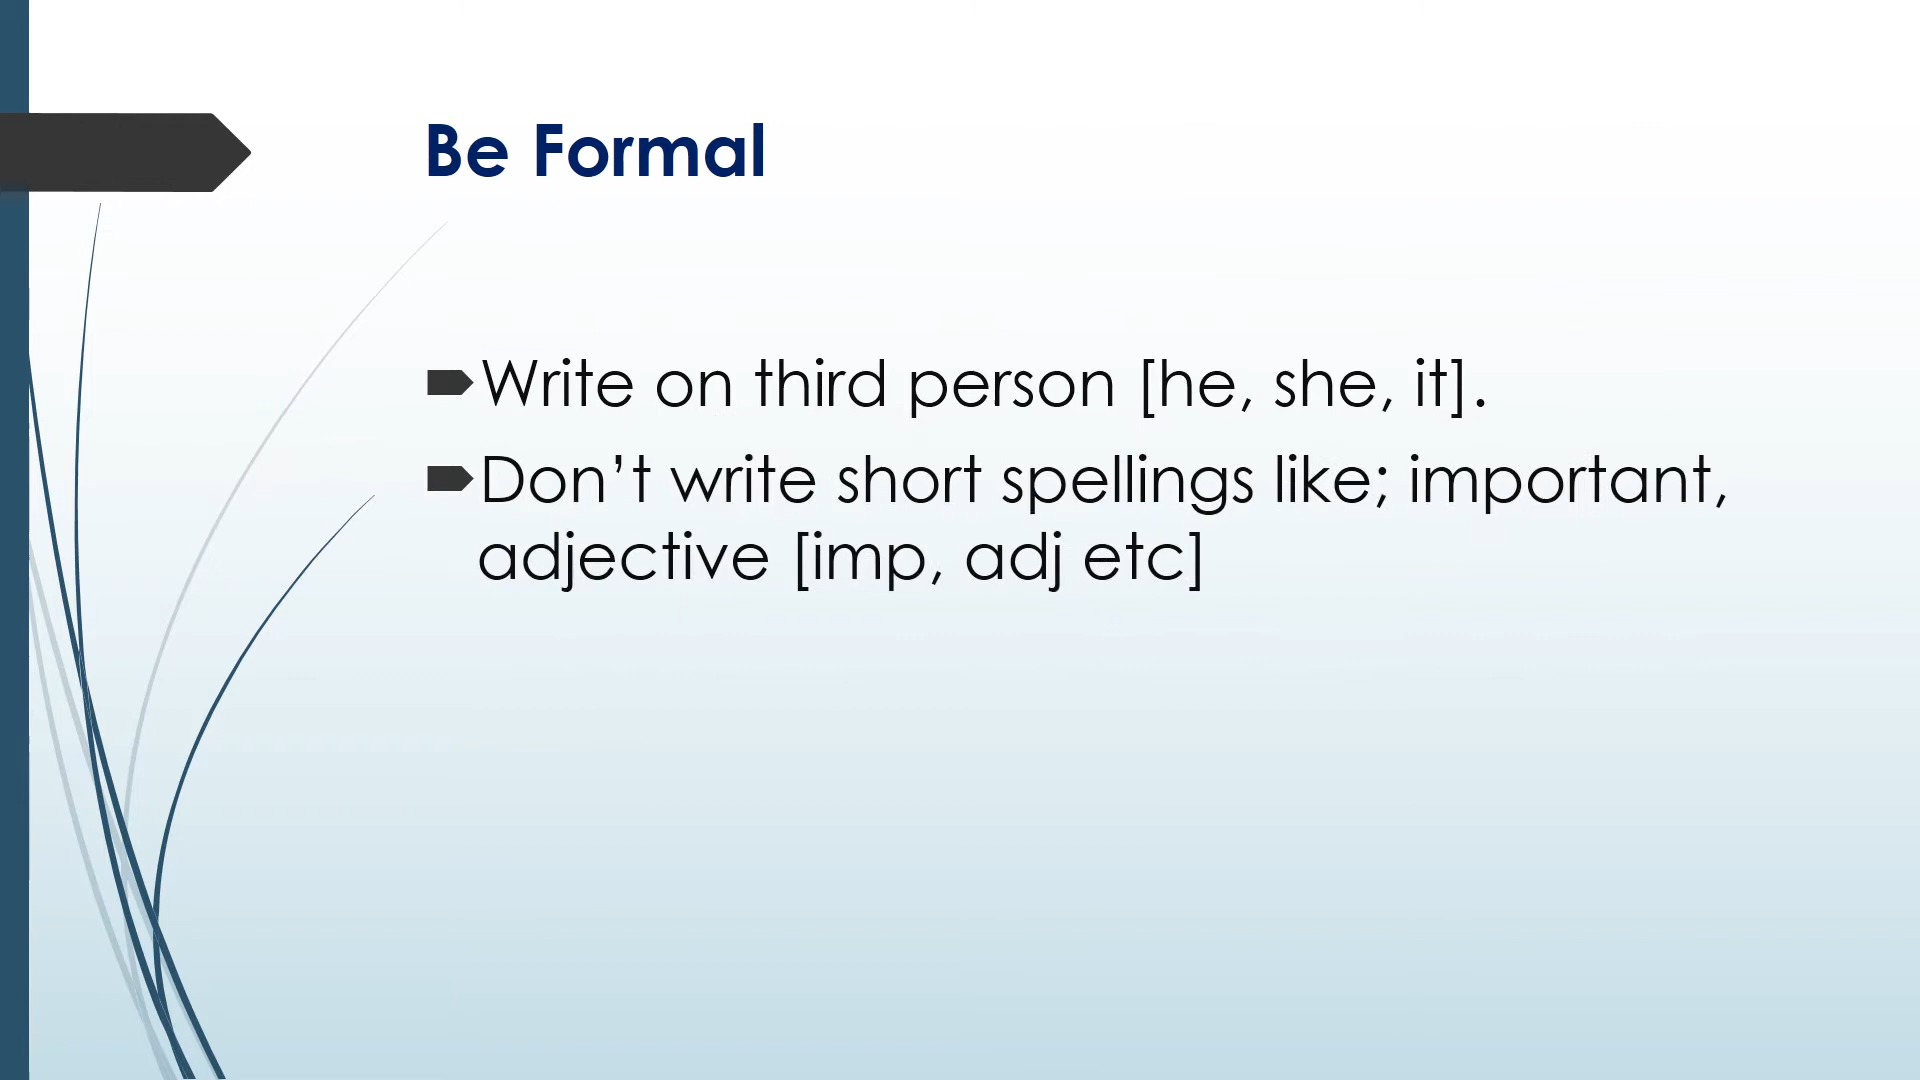 Be Formal
Write on third person [he, she, it].
Don’t write short spellings like; important,
adjective [imp, adj etc]